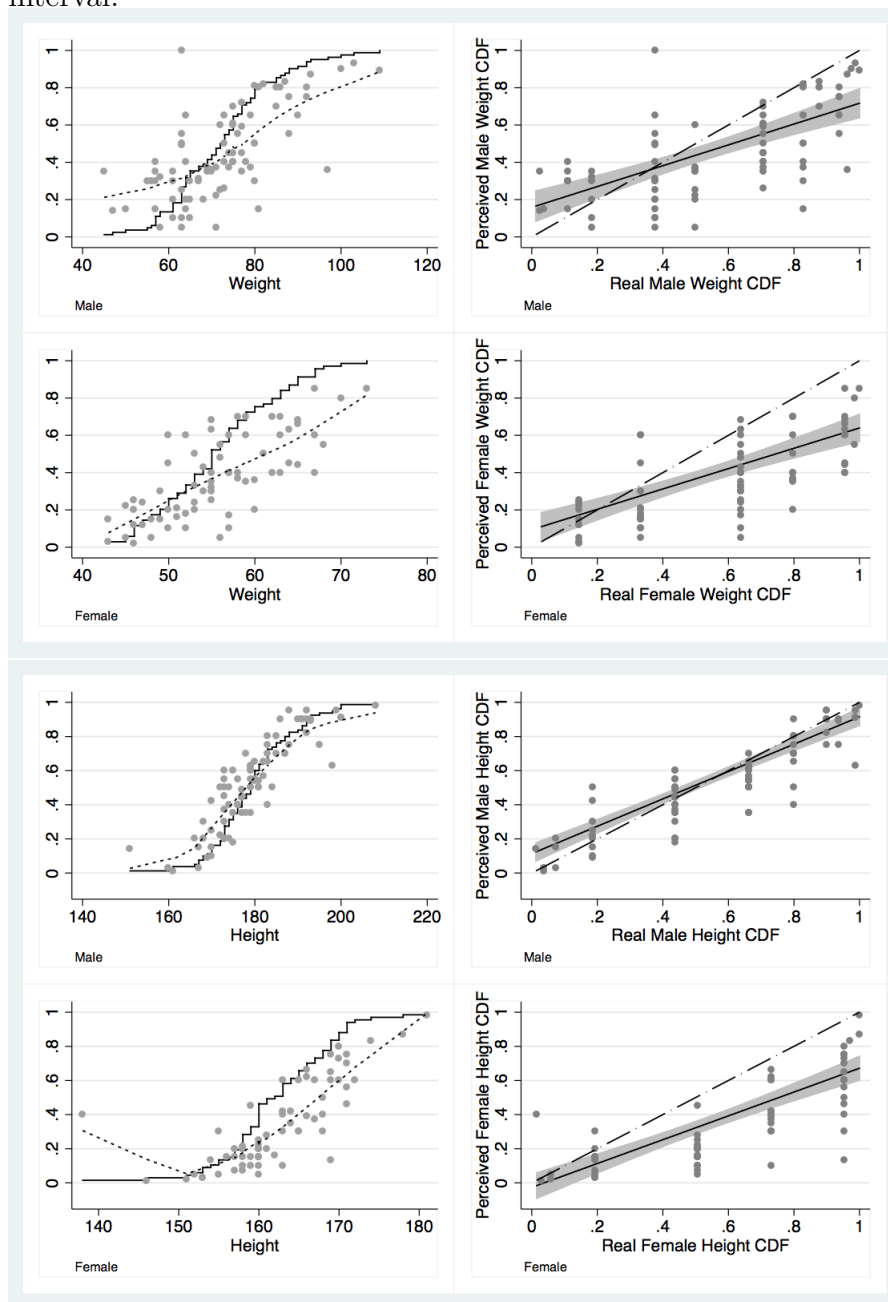 interval.
1
.8
.6
.4
.2
0
40 60 80 100 120
Weight
Male
Perceived Male Weight CDF
1
.8
.6
.4
.2
0
0 .2 .4 .6 .8 1
Real Male Weight CDF
Male
1
.8
.6
.4
.2
0
40 50 60 70 80
Weight
Female
Perceived Female Weight CDF
1
.8
.6
.4
.2
0
0 .2 .4 .6 .8 1
Real Female Weight CDF
Female
1
.8
.6
.4
.2
0
140 160 180 200 220
Height
Male
Perceived Male Height CDF
1
.8
.6
.4
.2
0
0 .2 .4 .6 .8 1
Real Male Height CDF
Male
1
.8
.6
.4
.2
0
140 150 160 170 180
Height
Female
Perceived Female Height CDF
1
.8
.6
.4
.2
0
0 .2 .4 .6 .8 1
Real Female Height CDF
Female